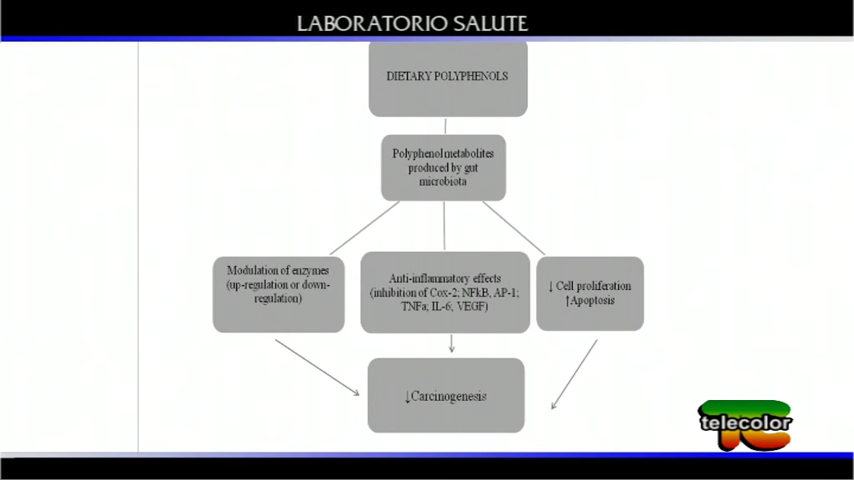 LABORATORIO SALUTE
DIETARY POLYPHENOLS
Polyphenol metabolites
produced by gut
microbiota
Modulation of enzymes
(up-regulation or down-
regulation)
Anti-inflammatory effects
(inhibition of Cox-2; NFkB, AP-1;
TNFa; IL-6; VEGF)
↓ Cell proliferation
↑Apoptosis
↓Carcinogenesis
telecolor